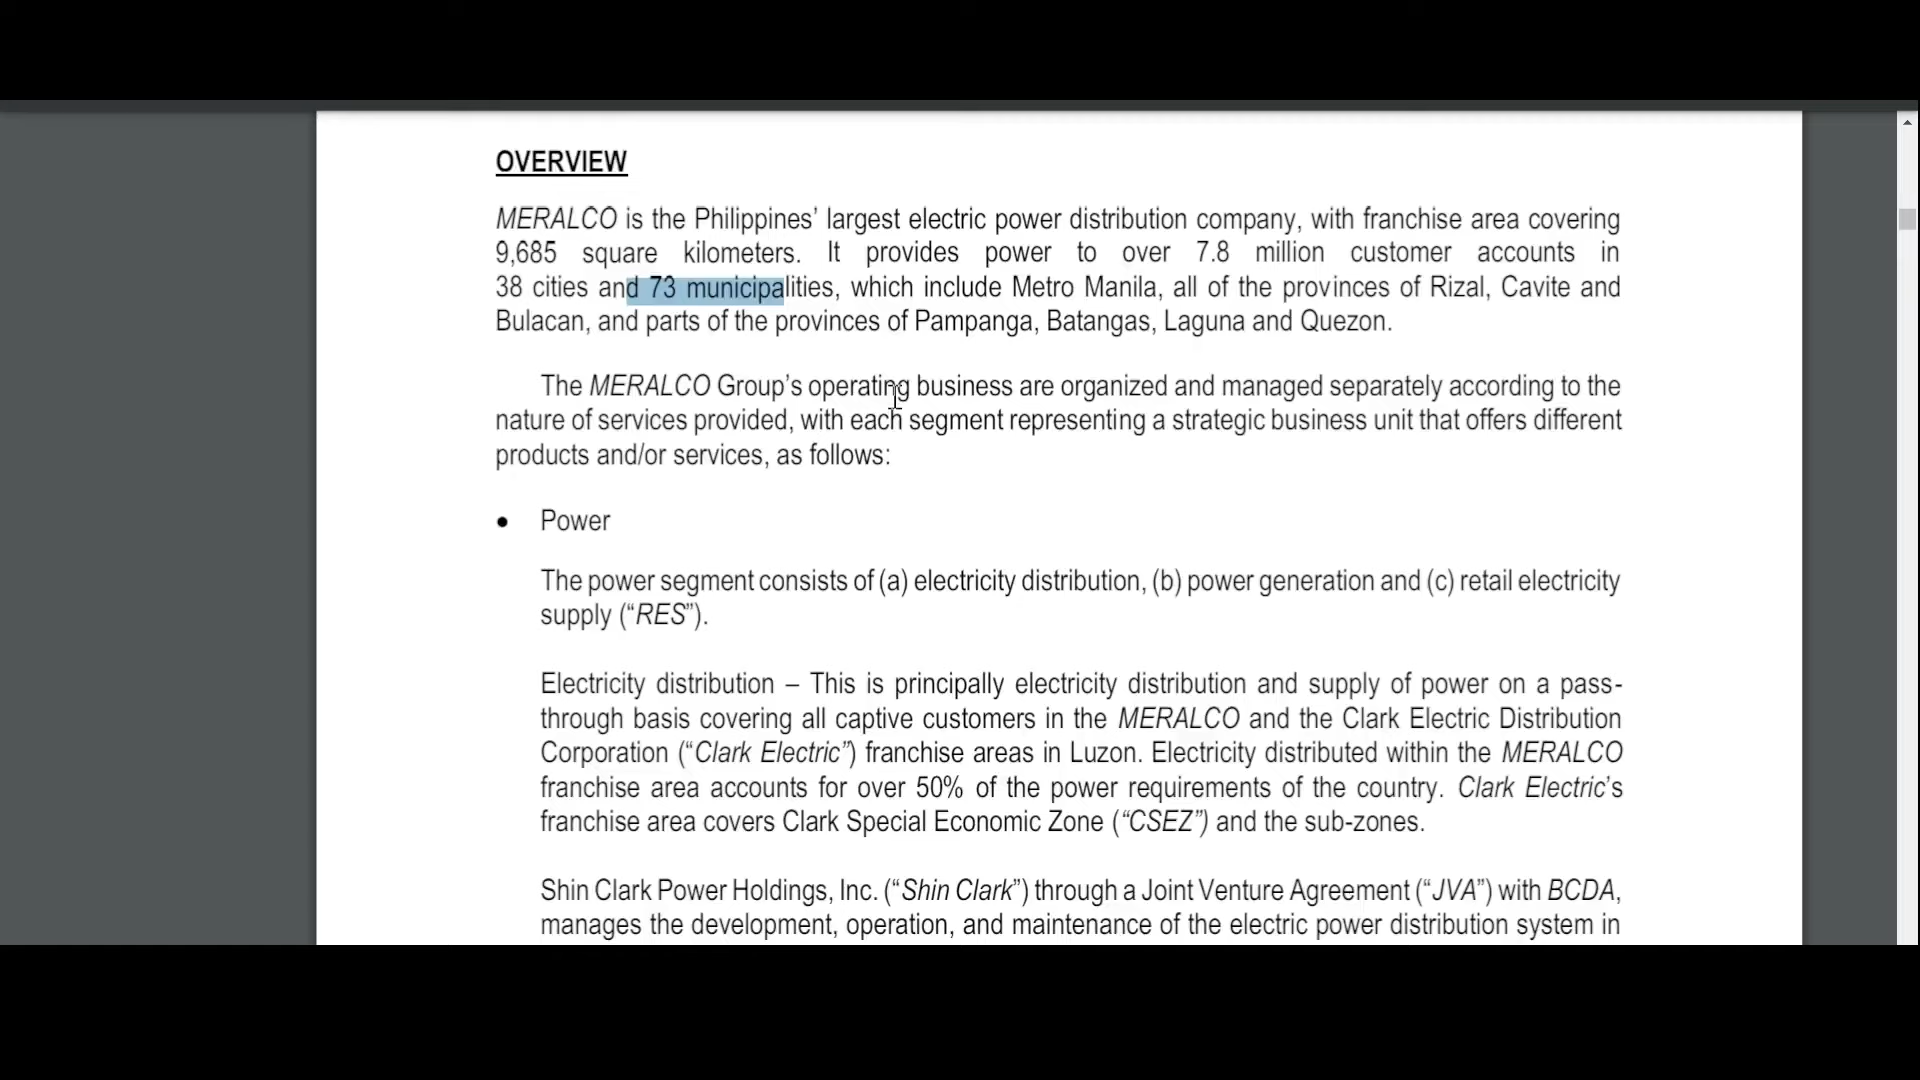 OVERVIEW
MERALCO is the Philippines’ largest electric power distribution company, with franchise area covering
9,685 square kilometers. It provides power to over 7.8 million customer accounts in
38 cities and 73 municipalities, which include Metro Manila, all of the provinces of Rizal, Cavite and
Bulacan, and parts of the provinces of Pampanga, Batangas, Laguna and Quezon.
The MERALCO Group’s operating business are organized and managed separately according to the
nature of services provided, with each segment representing a strategic business unit that offers different
products and/or services, as follows:
• Power
The power segment consists of (a) electricity distribution, (b) power generation and (c) retail electricity
supply (“RES”).
Electricity distribution – This is principally electricity distribution and supply of power on a pass-
through basis covering all captive customers in the MERALCO and the Clark Electric Distribution
Corporation (“Clark Electric”) franchise areas in Luzon. Electricity distributed within the MERALCO
franchise area accounts for over 50% of the power requirements of the country. Clark Electric’s
franchise area covers Clark Special Economic Zone (“CSEZ”) and the sub-zones.
Shin Clark Power Holdings, Inc. (“Shin Clark”) through a Joint Venture Agreement (“JVA”) with BCDA,
manages the development, operation, and maintenance of the electric power distribution system in